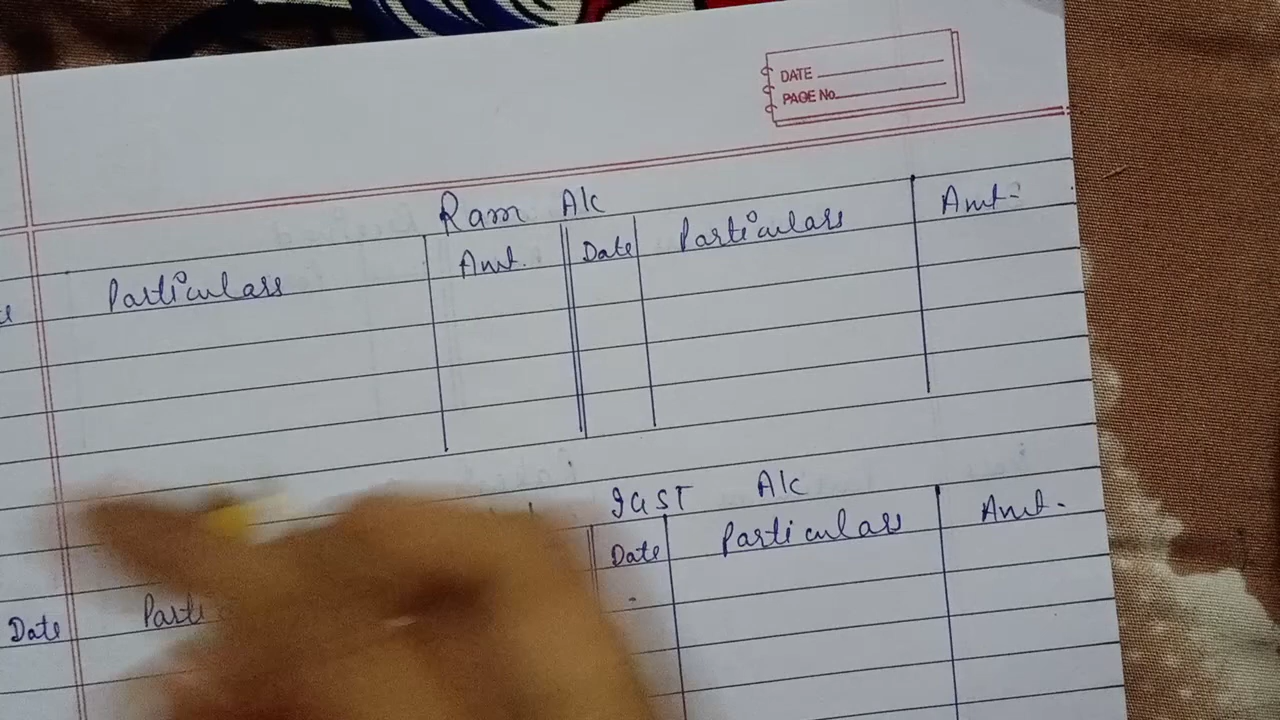 DATE
PAGE No.
Ram A/c
Particulars Amt. Date Particulars Amt-
IGST A/c
Date Particulars Amt.
Date